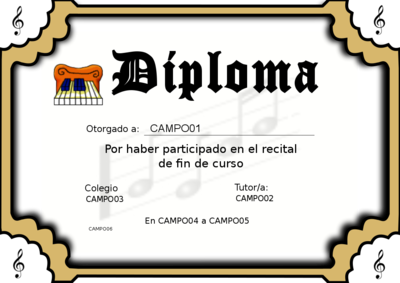 Diploma
Otorgado a: CAMPO01
Por haber participado en el recital
de fin de curso
Colegio
CAMPO03
Tutor/a:
CAMPO02
En CAMPO04 a CAMPO05
CAMPO06